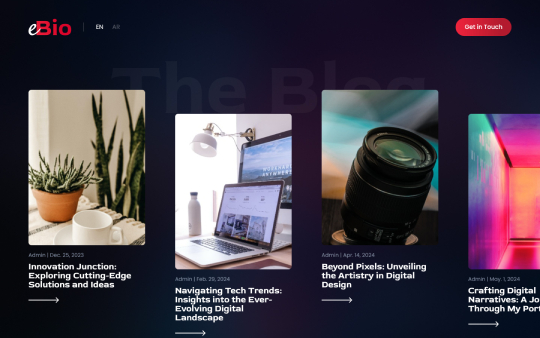 eBio
EN
AR
Get in Touch
The Blog
Admin | Dec. 25, 2023
Innovation Junction:
Exploring Cutting-Edge
Solutions and Ideas
Admin | Feb. 29, 2024
Navigating Tech Trends:
Insights into the Ever-
Evolving Digital
Landscape
Admin | Apr. 14, 2024
Beyond Pixels: Unveiling
the Artistry in Digital
Design
Admin | May. 1, 2024
Crafting Digital
Narratives: A Jo
Through My Port